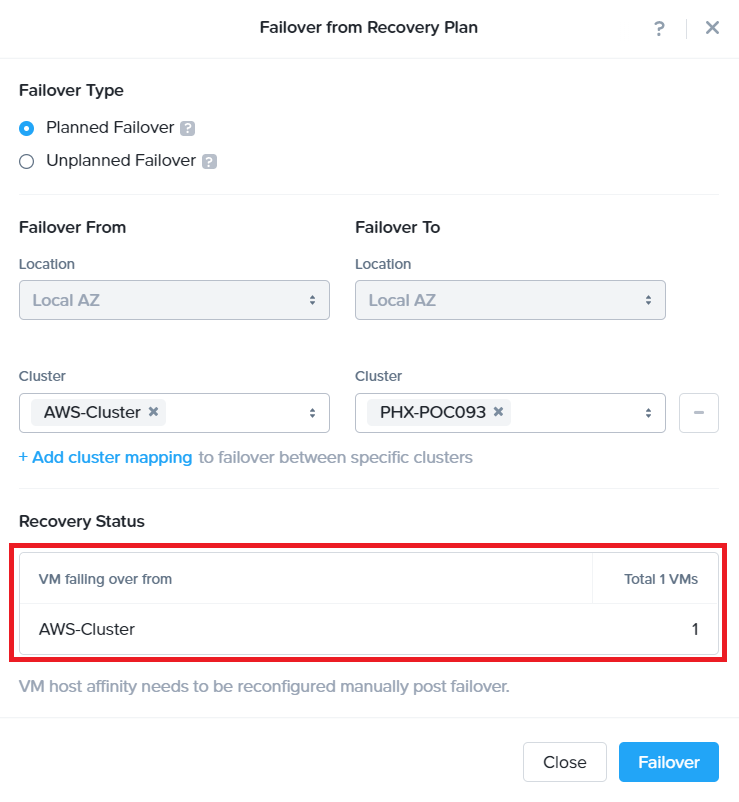 Failover from Recovery Plan
?
Failover Type
Planned Failover ?
Unplanned Failover ?
Failover From
Failover To
Location
Location
Local AZ
Local AZ
Cluster
Cluster
AWS-Cluster
PHX-POC093
+ Add cluster mapping to failover between specific clusters
Recovery Status
VM failing over from Total 1 VMs
AWS-Cluster 1
VM host affinity needs to be reconfigured manually post failover.
Close Failover